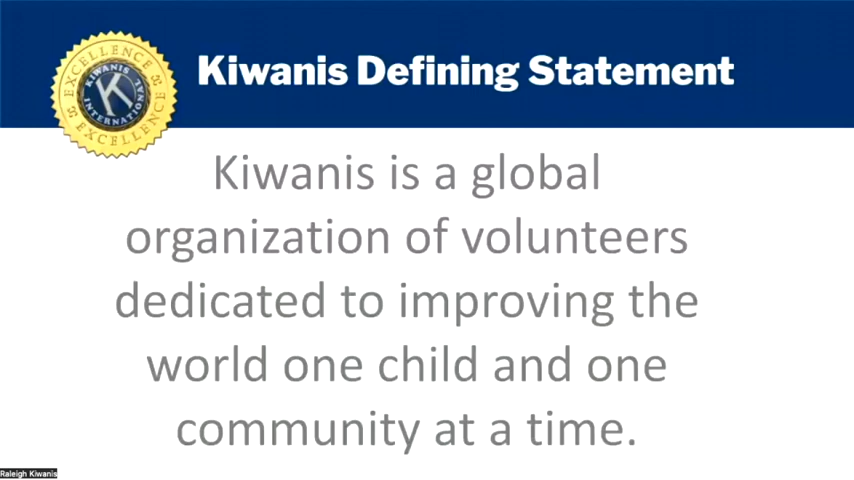 EXCELLENCE
KIWANIS
K
INTERNATIONAL
EXCELLENCE
Kiwanis Defining Statement
Kiwanis is a global
organization of volunteers
dedicated to improving the
world one child and one
community at a time.
Raleigh Kiwanis